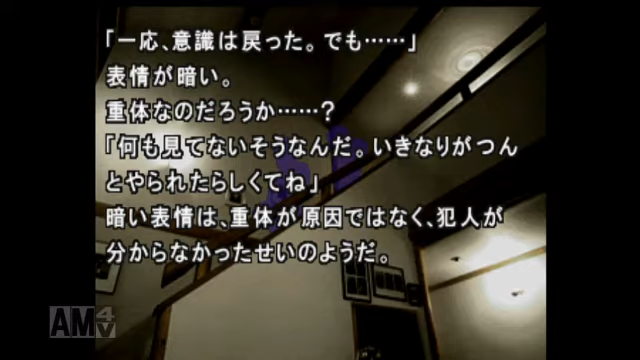 「一応、意識は戻った。でも……」
表情が暗い。
重体なのだろうか……？
「何も見てないそうなんだ。いきなりがつん
とやられたらしくてね」
暗い表情は、重体が原因ではなく、犯人が
分からなかったせいのようだ。
AM4V